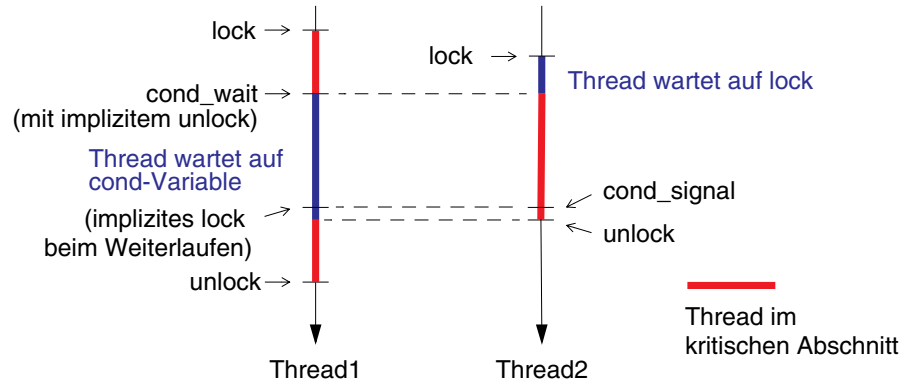 lock
cond_wait
(mit implizitem unlock)
Thread wartet auf
cond-Variable
(implizites lock
beim Weiterlaufen)
unlock
Thread1
lock
Thread wartet auf lock
cond_signal
unlock
Thread2
Thread im
kritischen Abschnitt